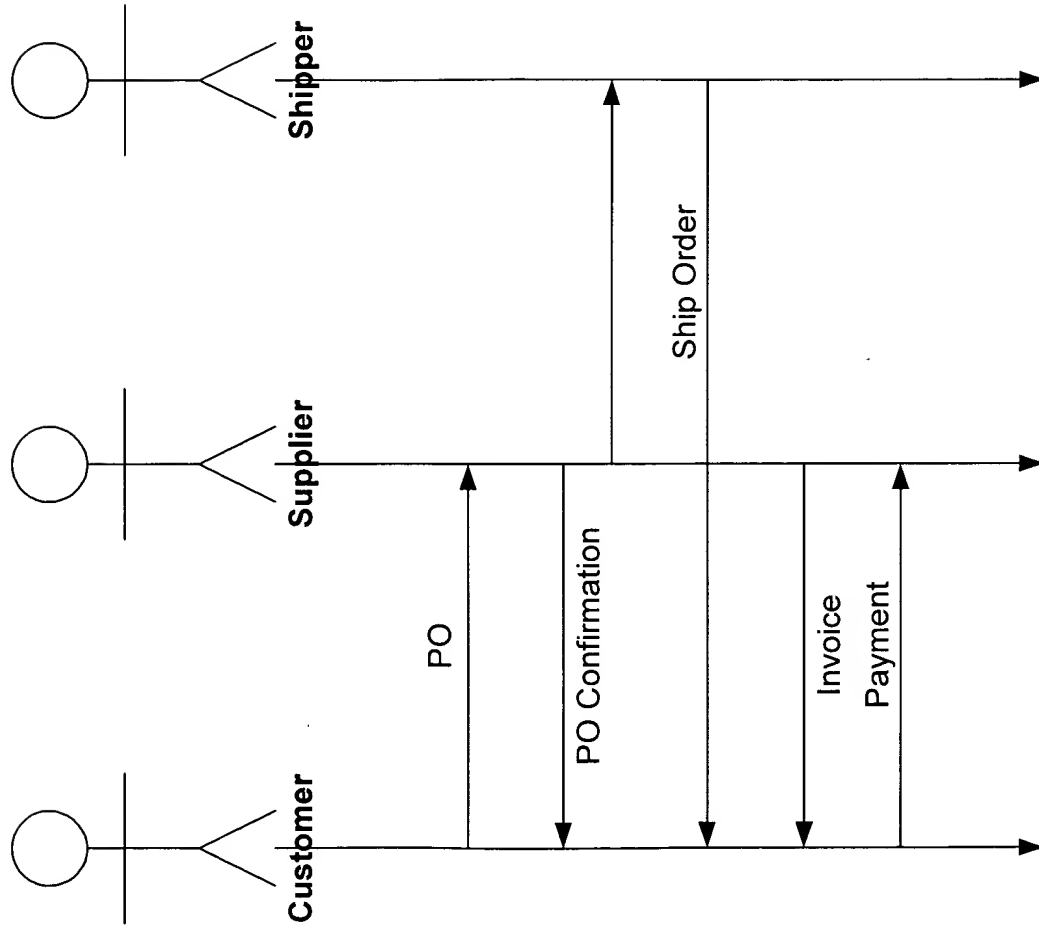 Customer
Supplier
Shipper
PO
PO Confirmation
Ship Order
Invoice
Payment